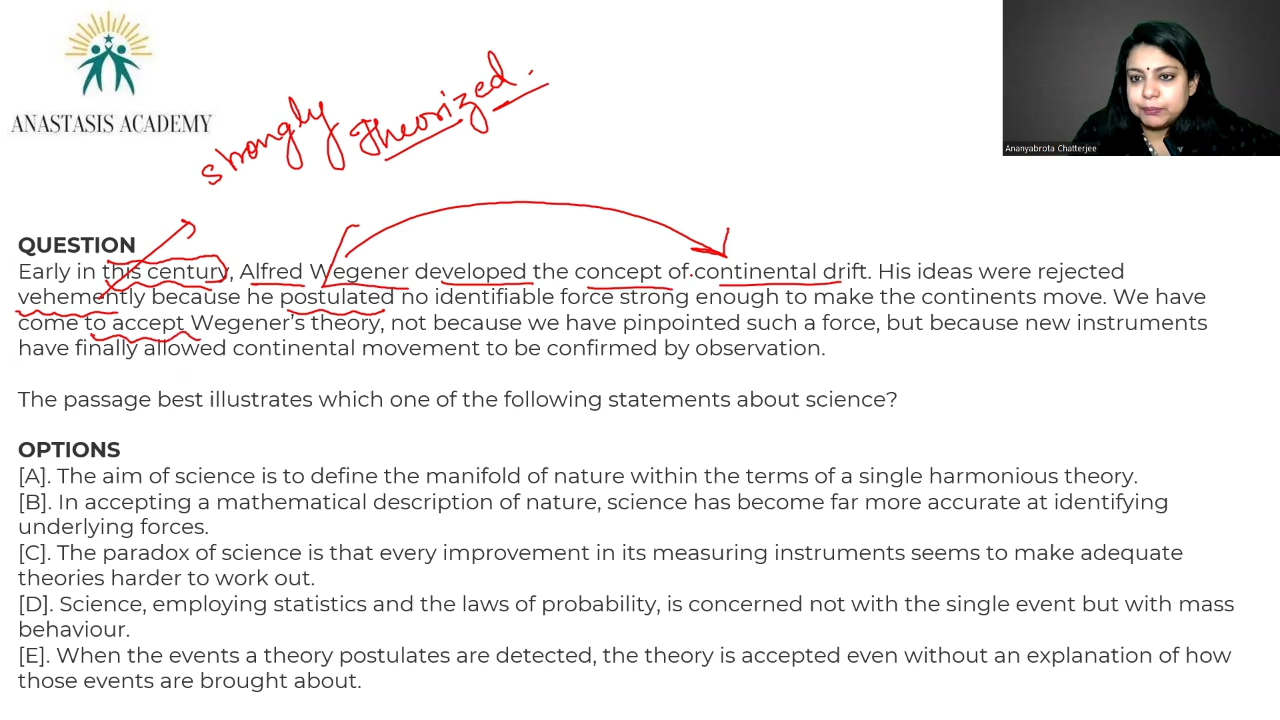 ANASTASIS ACADEMY
strongly
Theorized.
Ananyabrota Chatterjee
QUESTION
Early in this century, Alfred Wegener developed the concept of continental drift. His ideas were rejected
vehemently because he postulated no identifiable force strong enough to make the continents move. We have
come to accept Wegener's theory, not because we have pinpointed such a force, but because new instruments
have finally allowed continental movement to be confirmed by observation.
The passage best illustrates which one of the following statements about science?
OPTIONS
[A]. The aim of science is to define the manifold of nature within the terms of a single harmonious theory.
[B]. In accepting a mathematical description of nature, science has become far more accurate at identifying
underlying forces.
[C]. The paradox of science is that every improvement in its measuring instruments seems to make adequate
theories harder to work out.
[D]. Science, employing statistics and the laws of probability, is concerned not with the single event but with mass
behaviour.
[E]. When the events a theory postulates are detected, the theory is accepted even without an explanation of how
those events are brought about.